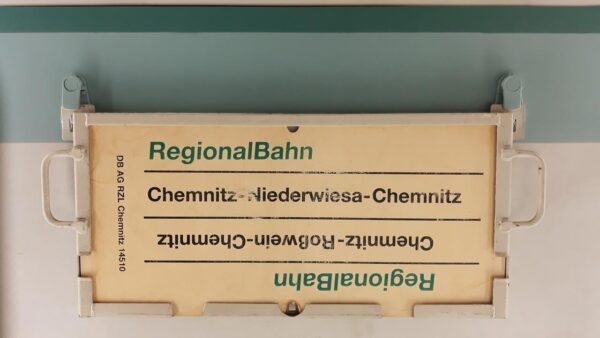 RegionalBahn
Chemnitz-Niederwiesa-Chemnitz
Chemnitz-Roßwein-Chemnitz
RegionalBahn
DB AG RZL Chemnitz 14510